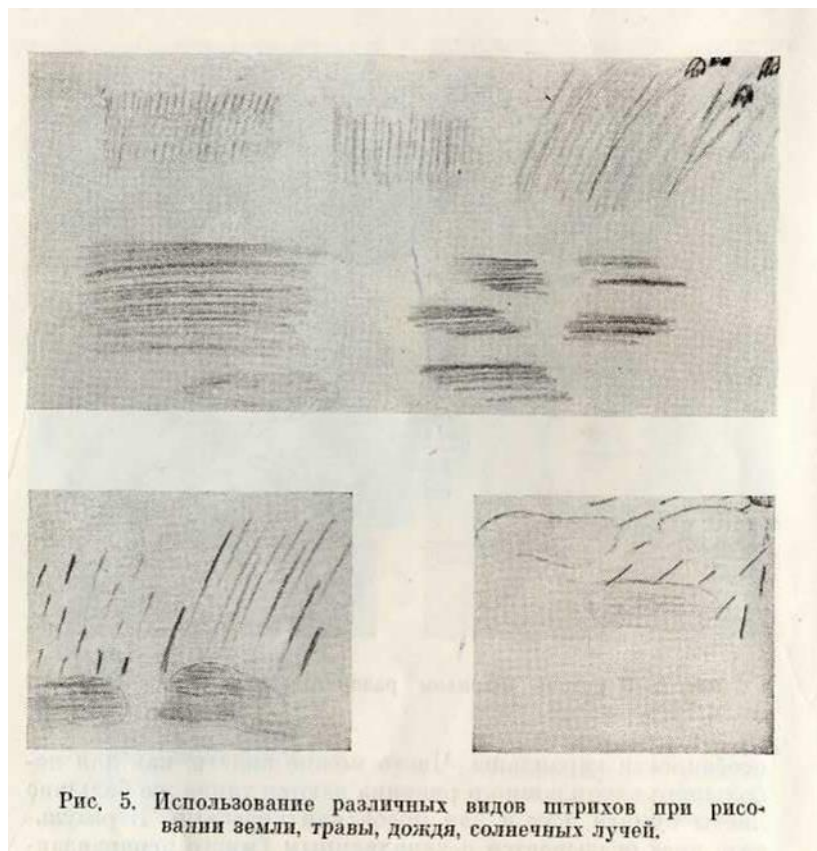 Рис. 5. Использование различных видов штрихов при рисо-
вании земли, травы, дождя, солнечных лучей.